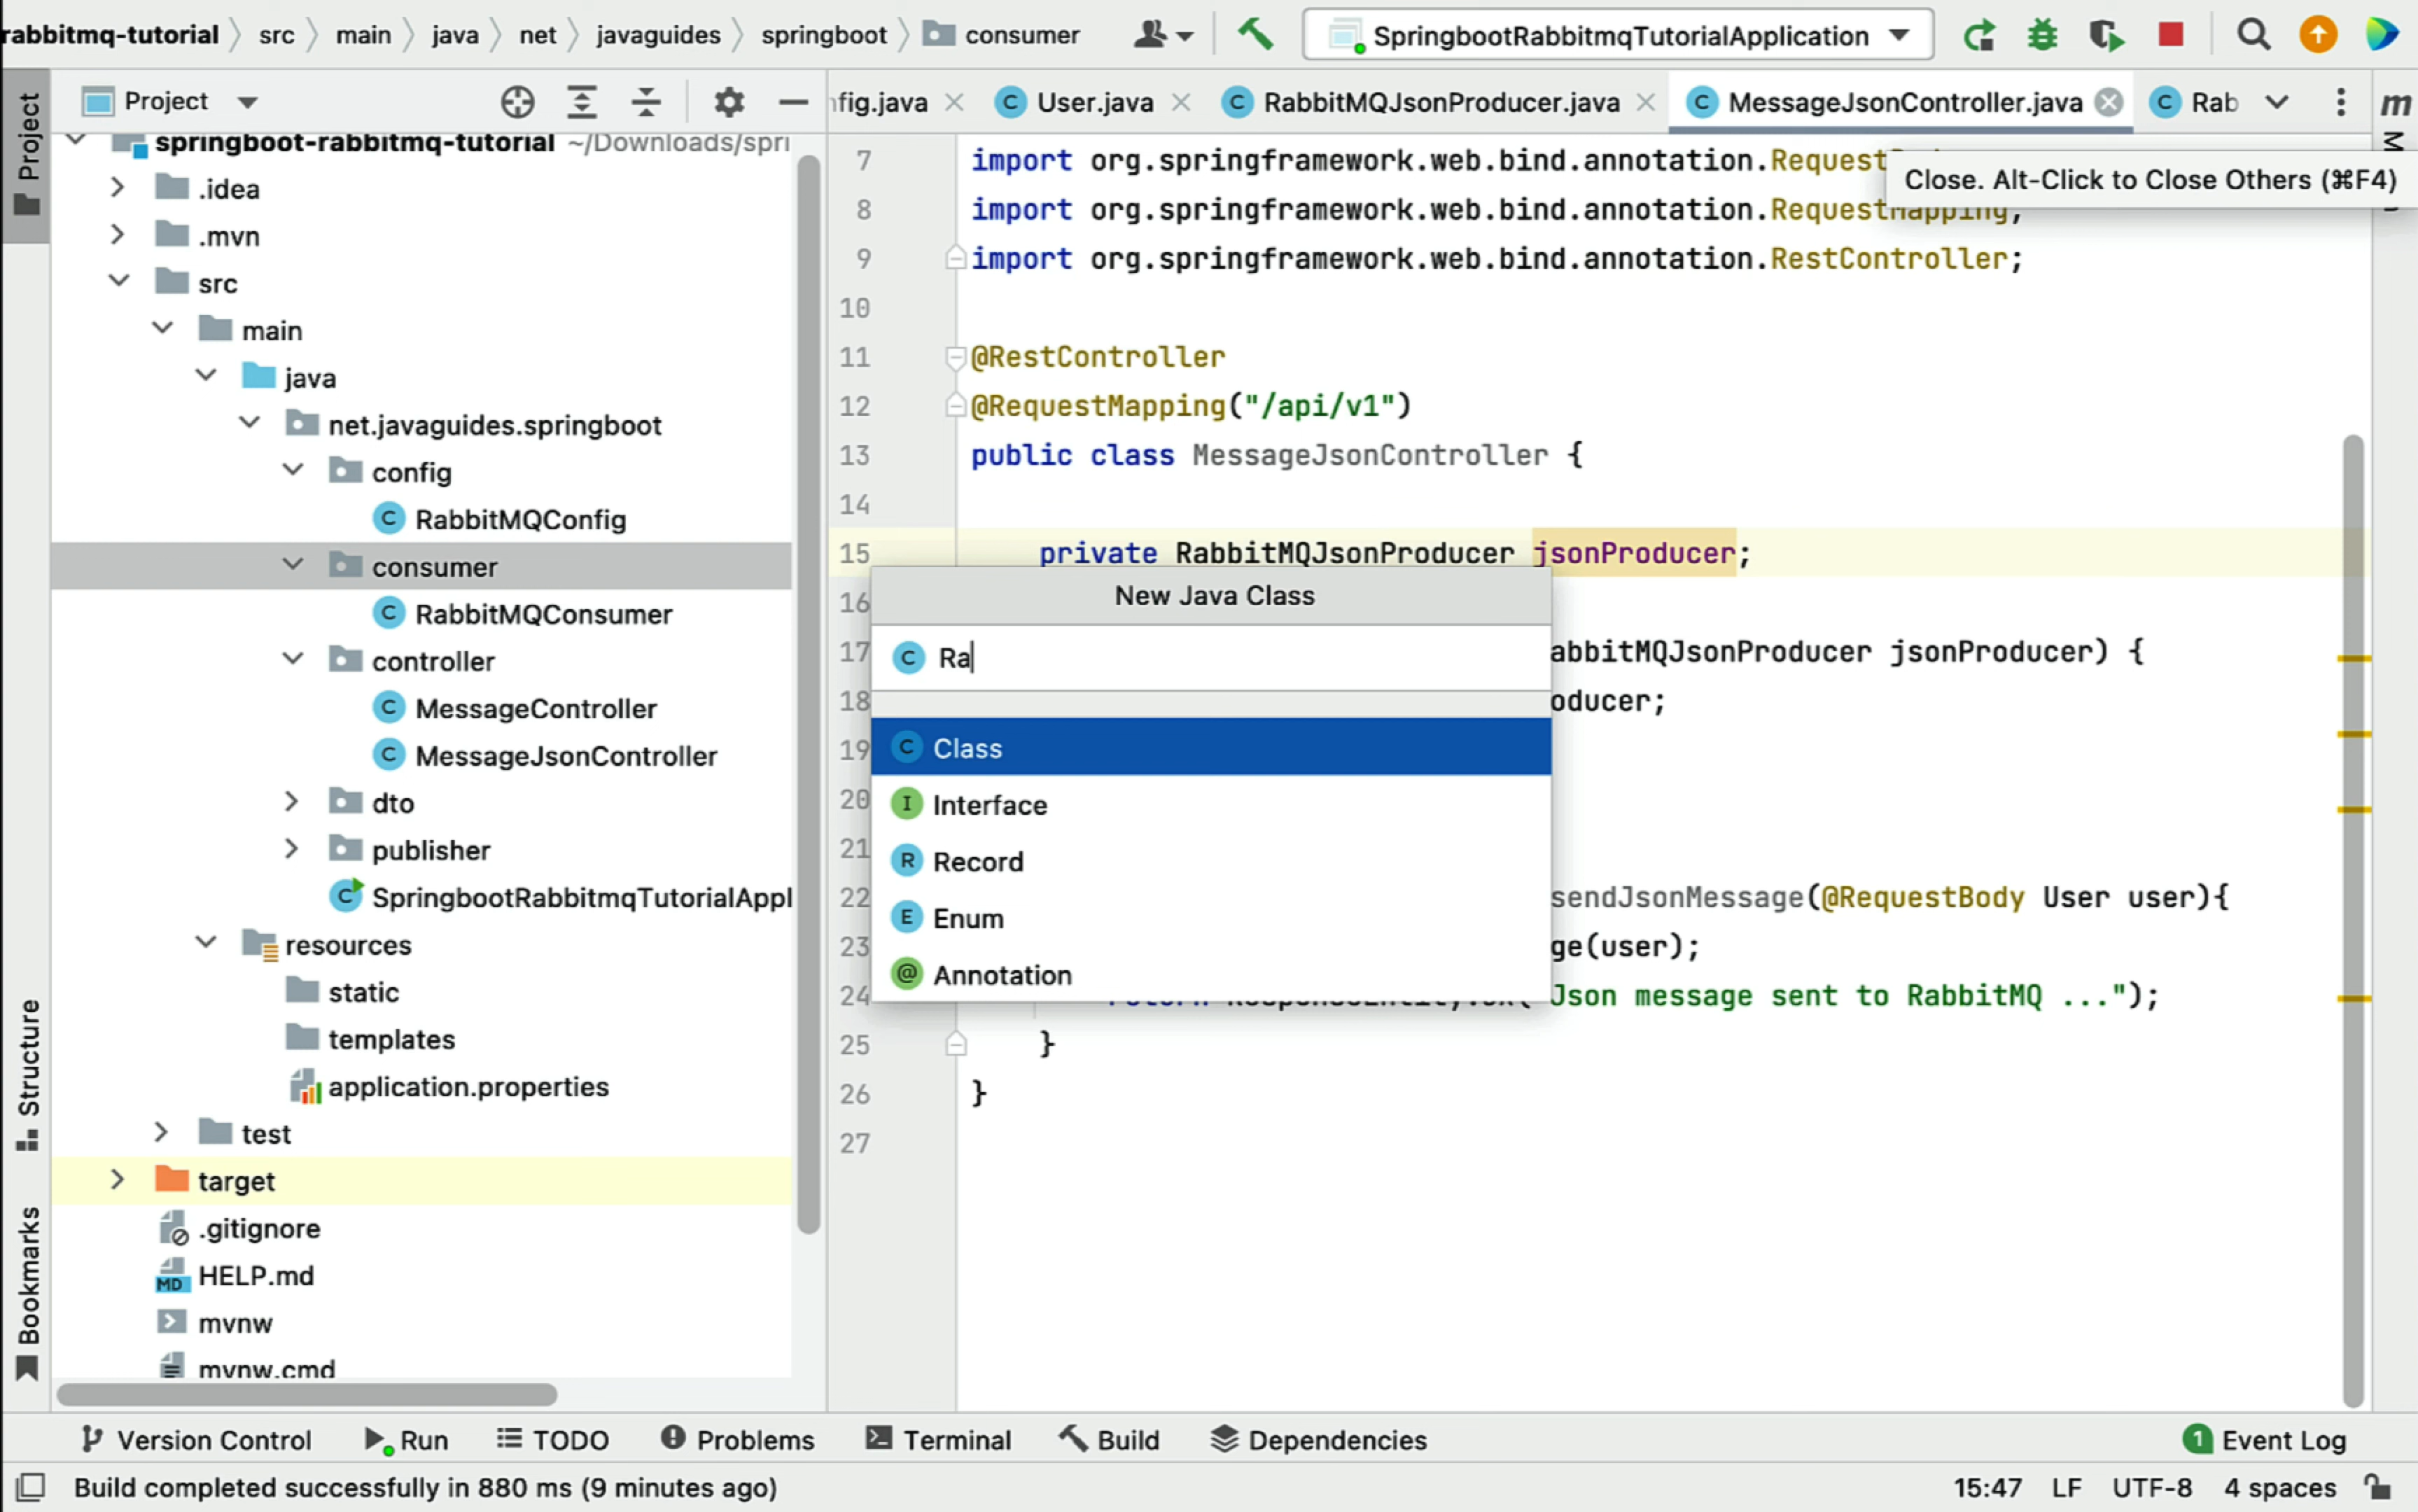 rabbitmq-tutorial src main java net javaguides springboot consumer SpringbootRabbitmqTutorialApplication
Project
nfig.java User.java RabbitMQJsonProducer.java MessageJsonController.java Rab
m
Project
springboot-rabbitmq-tutorial ~/Downloads/spri
.idea
.mvn
src
main
java
net.javaguides.springboot
config
C RabbitMQConfig
consumer
C RabbitMQConsumer
controller
C MessageController
C MessageJsonController
dto
publisher
C SpringbootRabbitmqTutorialAppl
resources
static
templates
application.properties
test
target
.gitignore
MD HELP.md
mvnw
mvnw.cmd
Structure
Bookmarks
7 import org.springframework.web.bind.annotation.Request
Close. Alt-Click to Close Others (⌘F4)
8 import org.springframework.web.bind.annotation.RequestMapping;
9 import org.springframework.web.bind.annotation.RestController;
10
11 @RestController
12 @RequestMapping("/api/v1")
13 public class MessageJsonController {
14
15 private RabbitMQJsonProducer jsonProducer;
16
17 abbitMQJsonProducer jsonProducer) {
18 oducer;
19
20
21
22 sendJsonMessage(@RequestBody User user){
23 ge(user);
24 return ResponseEntity.ok("Json message sent to RabbitMQ ...");
25 }
26 }
27
New Java Class
C Ra
C Class
I Interface
R Record
E Enum
@ Annotation
Version Control Run TODO Problems Terminal Build Dependencies 1 Event Log
Build completed successfully in 880 ms (9 minutes ago) 15:47 LF UTF-8 4 spaces